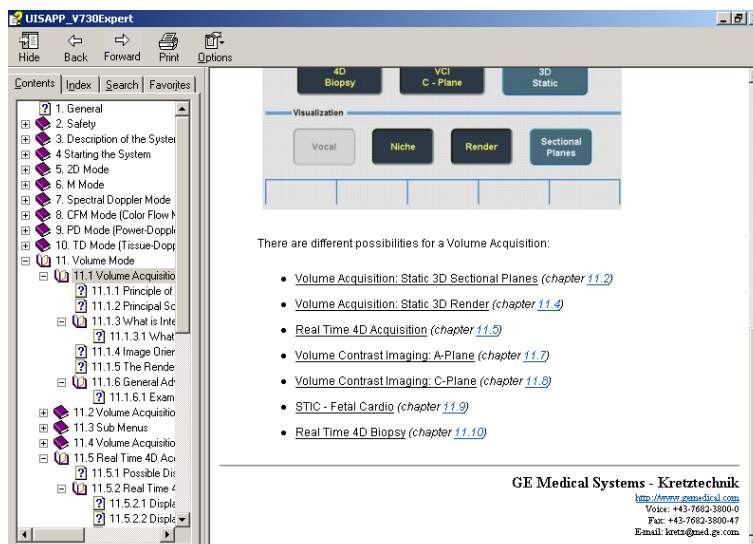 UISAPP_V730Expert
Hide Back Forward Print Options
Contents Index Search Favorites
1. General
2. Safety
3. Description of the System
4 Starting the System
5. 2D Mode
6. M Mode
7. Spectral Doppler Mode
8. CFM Mode (Color Flow M
9. PD Mode (Power-Dopple
10. TD Mode (Tissue-Dopp
11. Volume Mode
11.1 Volume Acquisitio
11.1.1 Principle of
11.1.2 Principal Sc
11.1.3 What is Inte
11.1.3.1 What
11.1.4 Image Orien
11.1.5 The Rende
11.1.6 General Adv
11.1.6.1 Exam
11.2 Volume Acquisitio
11.3 Sub Menus
11.4 Volume Acquisitio
11.5 Real Time 4D Acc
11.5.1 Possible Dis
11.5.2 Real Time 4
11.5.2.1 Displa
11.5.2.2 Displa
4D Biopsy
VCI C - Plane
3D Static
Visualization
Vocal
Niche
Render
Sectional Planes
There are different possibilities for a Volume Acquisition:
• Volume Acquisition: Static 3D Sectional Planes (chapter 11.2)
• Volume Acquisition: Static 3D Render (chapter 11.4)
• Real Time 4D Acquisition (chapter 11.5)
• Volume Contrast Imaging: A-Plane (chapter 11.7)
• Volume Contrast Imaging: C-Plane (chapter 11.8)
• STIC - Fetal Cardio (chapter 11.9)
• Real Time 4D Biopsy (chapter 11.10)
GE Medical Systems - Kretztechnik
http://www.gemedical.com
Voice: +43-7682-3800-0
Fax: +43-7682-3800-47
Email: kretz@med.ge.com